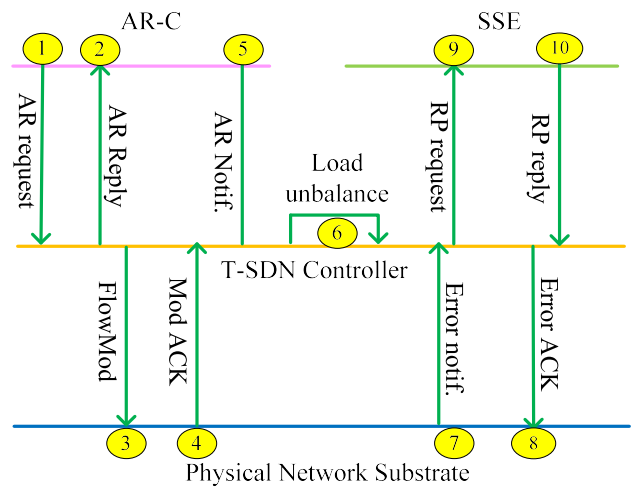 AR-C
SSE
1
2
5
9
10
AR request
AR Reply
AR Notif.
Load
unbalance
RP request
RP reply
6
T-SDN Controller
FlowMod
Mod ACK
Error notif.
Error ACK
3
4
7
8
Physical Network Substrate